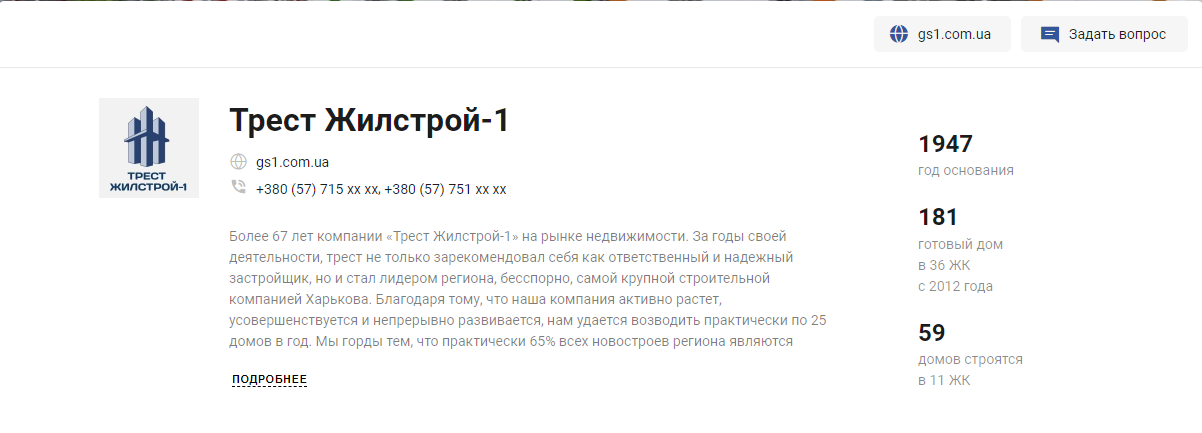 gs1.com.ua
Задать вопрос
ТРЕСТ
ЖИЛСТРОЙ-1
Трест Жилстрой-1
gs1.com.ua
+380 (57) 715 xx xx, +380 (57) 751 xx xx
Более 67 лет компании «Трест Жилстрой-1» на рынке недвижимости. За годы своей
деятельности, трест не только зарекомендовал себя как ответственный и надежный
застройщик, но и стал лидером региона, бесспорно, самой крупной строительной
компанией Харькова. Благодаря тому, что наша компания активно растет,
усовершенствуется и непрерывно развивается, нам удается возводить практически по 25
домов в год. Мы горды тем, что практически 65% всех новостроев региона являются
ПОДРОБНЕЕ
1947
год основания
181
готовый дом
в 36 ЖК
с 2012 года
59
домов строятся
в 11 ЖК